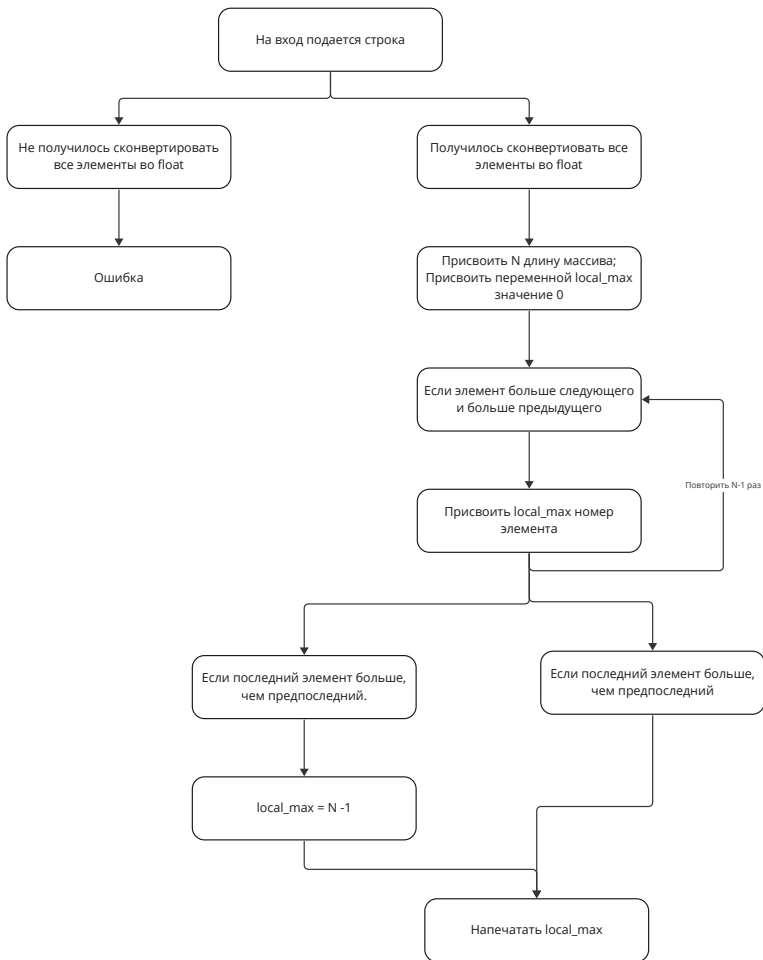 На вход подается строка
Не получилось сконвертировать
все элементы во float
Получилось сконвертиовать все
элементы во float
Ошибка
Присвоить N длину массива;
Присвоить переменной local_max
значение 0
Если элемент больше следующего
и больше предыдущего
Повторить N-1 раз
Присвоить local_max номер
элемента
Если последний элемент больше,
чем предпоследний.
Если последний элемент больше,
чем предпоследний
local_max = N -1
Напечатать local_max